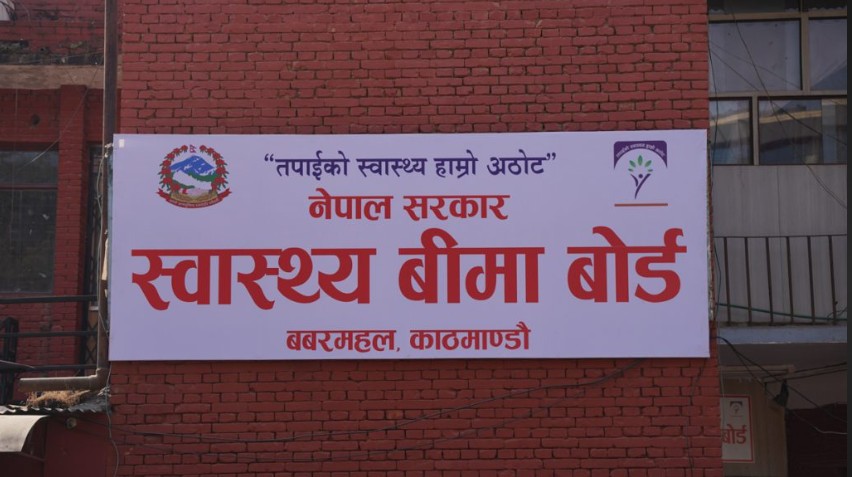 “तपाईको स्वास्थ्य हाम्रो अठोट”
नेपाल सरकार
स्वास्थ्य बीमा बोर्ड
बबरमहल, काठमाण्डौ
बोर्ड